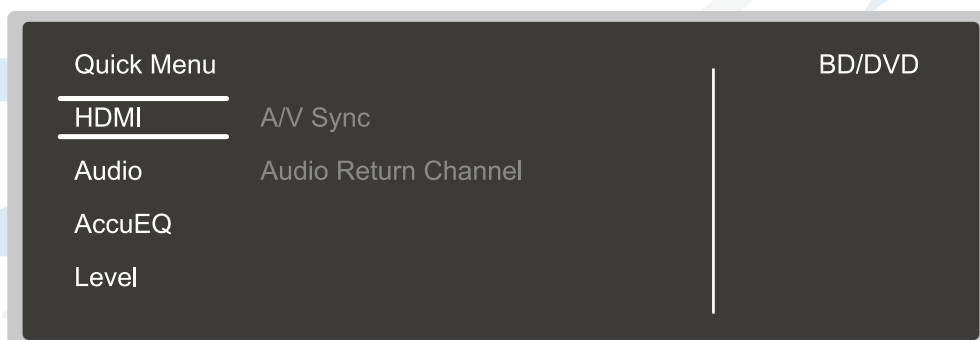 Quick Menu
BD/DVD
HDMI
A/V Sync
Audio
Audio Return Channel
AccuEQ
Level